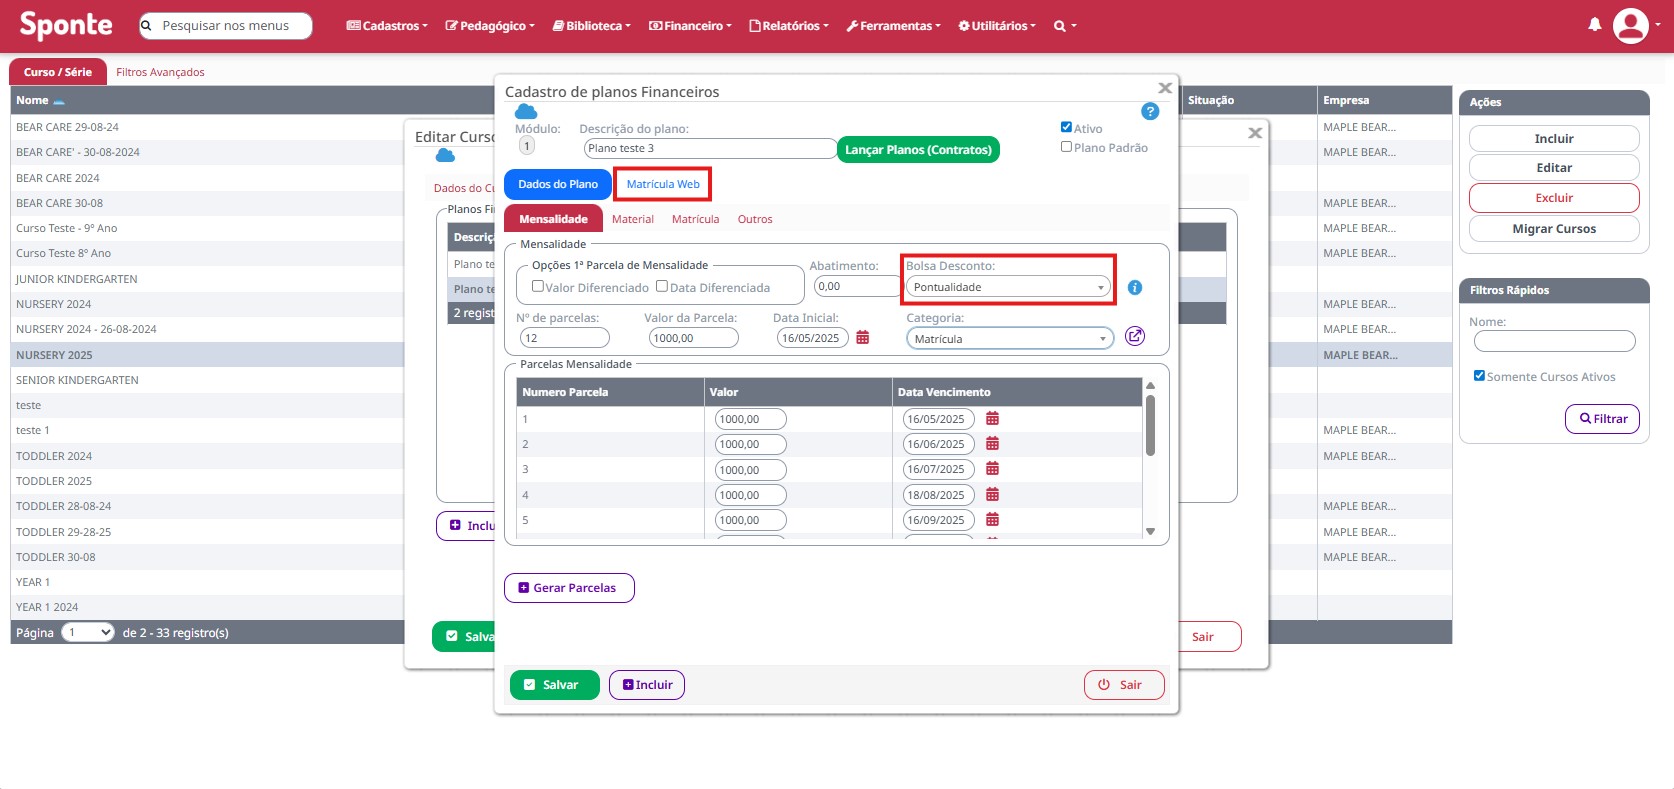 Sponte
Pesquisar nos menus
Cadastros
Pedagógico
Biblioteca
Financeiro
Relatórios
Ferramentas
Utilitários
Curso / Série
Filtros Avançados
Nome
Situação
Empresa
BEAR CARE 29-08-24
MAPLE BEAR...
BEAR CARE' - 30-08-2024
MAPLE BEAR...
BEAR CARE 2024
BEAR CARE 30-08
MAPLE BEAR...
Curso Teste - 9º Ano
MAPLE BEAR...
Curso Teste 8º Ano
MAPLE BEAR...
JUNIOR KINDERGARTEN
NURSERY 2024
MAPLE BEAR...
NURSERY 2024 - 26-08-2024
MAPLE BEAR...
NURSERY 2025
MAPLE BEAR...
SENIOR KINDERGARTEN
teste
teste 1
MAPLE BEAR...
TODDLER 2024
MAPLE BEAR...
TODDLER 2025
TODDLER 28-08-24
MAPLE BEAR...
TODDLER 29-28-25
MAPLE BEAR...
TODDLER 30-08
MAPLE BEAR...
YEAR 1
YEAR 1 2024
Página 1 de 2 - 33 registro(s)
Editar Curs
Dados do Cu
Planos Fi
Descriç
Plano te
Plano te
2 regist
Inclu
Salva
Sair
Cadastro de planos Financeiros
Módulo:
1
Descrição do plano:
Plano teste 3
Lançar Planos (Contratos)
Ativo
Plano Padrão
Dados do Plano
Matrícula Web
Mensalidade
Material
Matrícula
Outros
Mensalidade
Opções 1ª Parcela de Mensalidade
Valor Diferenciado
Data Diferenciada
Abatimento:
0,00
Bolsa Desconto:
Pontualidade
Nº de parcelas:
12
Valor da Parcela:
1000,00
Data Inicial:
16/05/2025
Categoria:
Matrícula
Parcelas Mensalidade
Numero Parcela
Valor
Data Vencimento
1
1000,00
16/05/2025
2
1000,00
16/06/2025
3
1000,00
16/07/2025
4
1000,00
18/08/2025
5
1000,00
16/09/2025
Gerar Parcelas
Salvar
Incluir
Sair
Ações
Incluir
Editar
Excluir
Migrar Cursos
Filtros Rápidos
Nome:
Somente Cursos Ativos
Filtrar